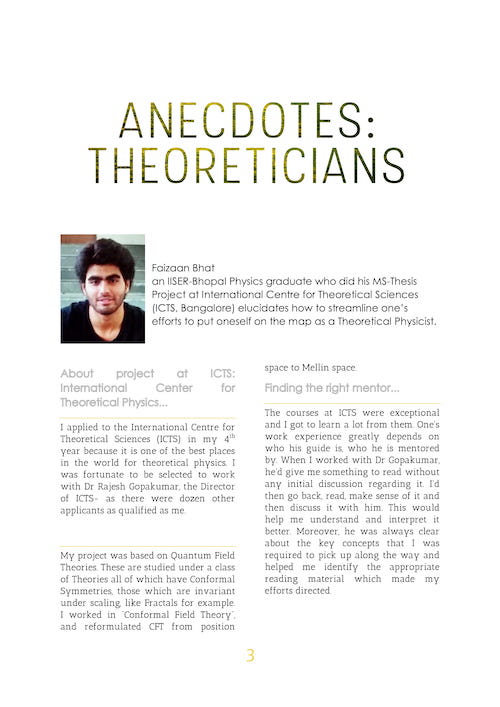 ANECDOTES:
THEORETICIANS
Faizaan Bhat
an IISER-Bhopal Physics graduate who did his MS-Thesis
Project at International Centre for Theoretical Sciences
(ICTS, Bangalore) elucidates how to streamline one's
efforts to put oneself on the map as a Theoretical Physicist.
About project at ICTS:
International Center for
Theoretical Physics...
I applied to the International Centre for
Theoretical Sciences (ICTS) in my 4th
year because it is one of the best places
in the world for theoretical physics. I
was fortunate to be selected to work
with Dr Rajesh Gopakumar, the Director
of ICTS- as there were dozen other
applicants as qualified as me.
My project was based on Quantum Field
Theories. These are studied under a class
of Theories all of which have Conformal
Symmetries, those which are invariant
under scaling, like Fractals for example.
I worked in 'Conformal Field Theory',
and reformulated CFT from position
space to Mellin space.
Finding the right mentor...
The courses at ICTS were exceptional
and I got to learn a lot from them. One's
work experience greatly depends on
who his guide is, who he is mentored
by. When I worked with Dr Gopakumar,
he'd give me something to read without
any initial discussion regarding it. I'd
then go back, read, make sense of it and
then discuss it with him. This would
help me understand and interpret it
better. Moreover, he was always clear
about the key concepts that I was
required to pick up along the way and
helped me identify the appropriate
reading material which made my
efforts directed.
3